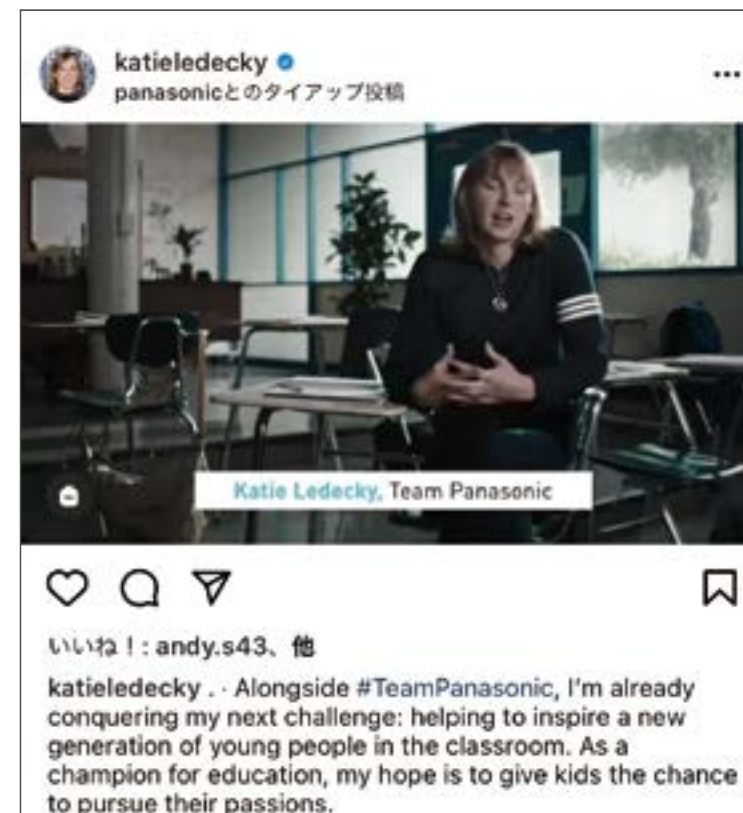 katieledecky
panasonicとのタイアップ投稿
Katie Ledecky, Team Panasonic
いいね！: andy.s43、他
katieledecky . · Alongside #TeamPanasonic, I'm already
conquering my next challenge: helping to inspire a new
generation of young people in the classroom. As a
champion for education, my hope is to give kids the chance
to pursue their passions.